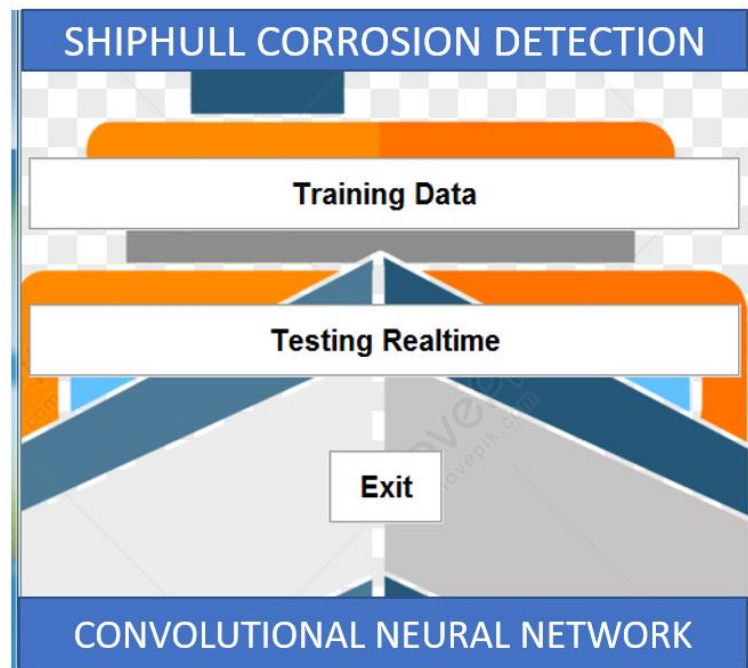 SHIPHULL CORROSION DETECTION
Training Data
Testing Realtime
Exit
CONVOLUTIONAL NEURAL NETWORK